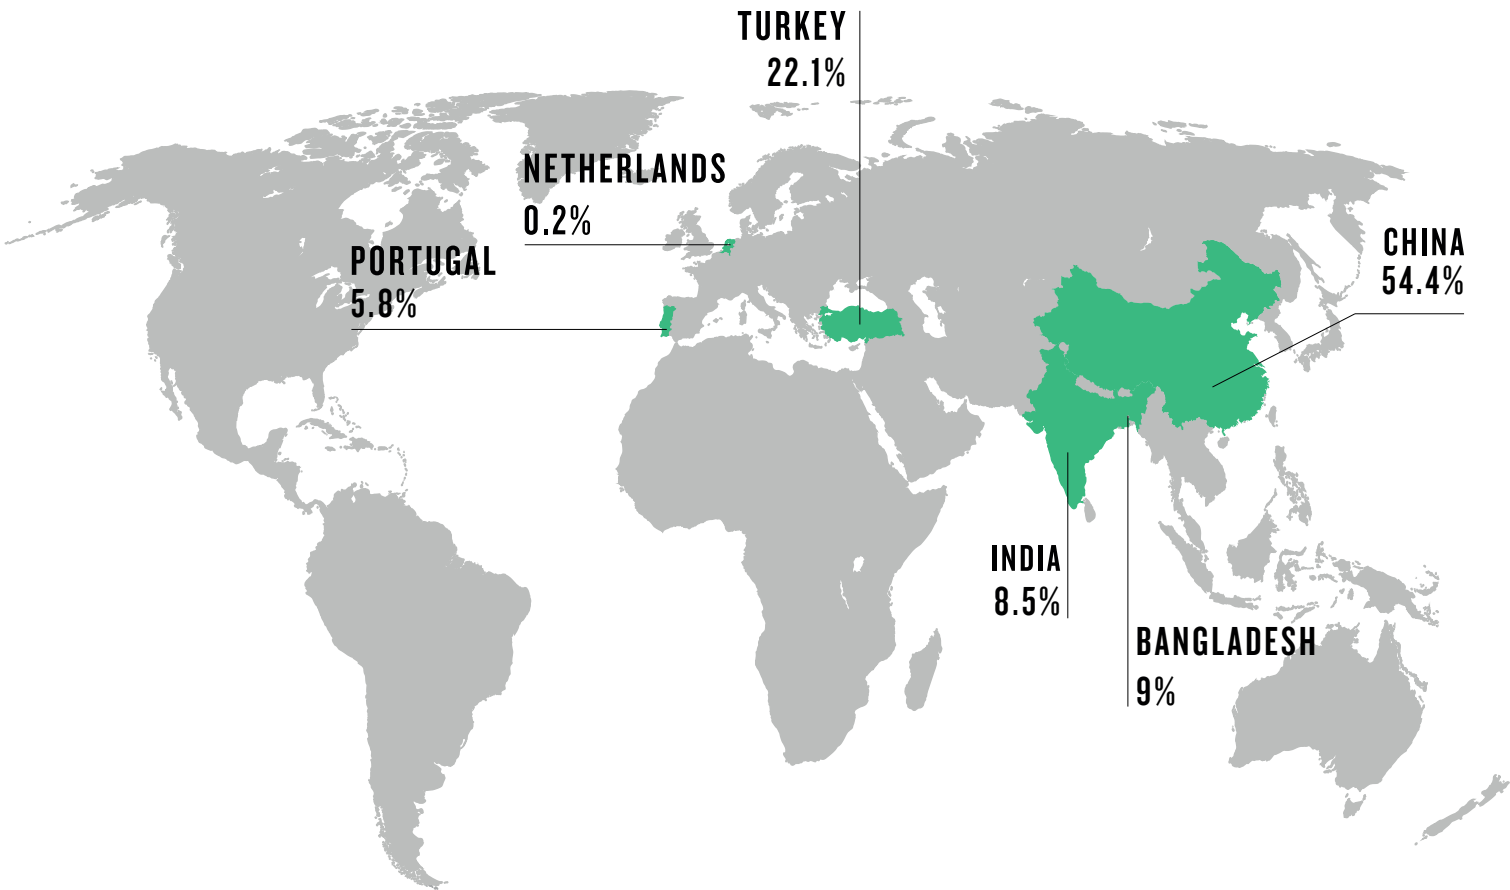 TURKEY
22.1%
NETHERLANDS
0.2%
PORTUGAL
5.8%
CHINA
54.4%
INDIA
8.5%
BANGLADESH
9%